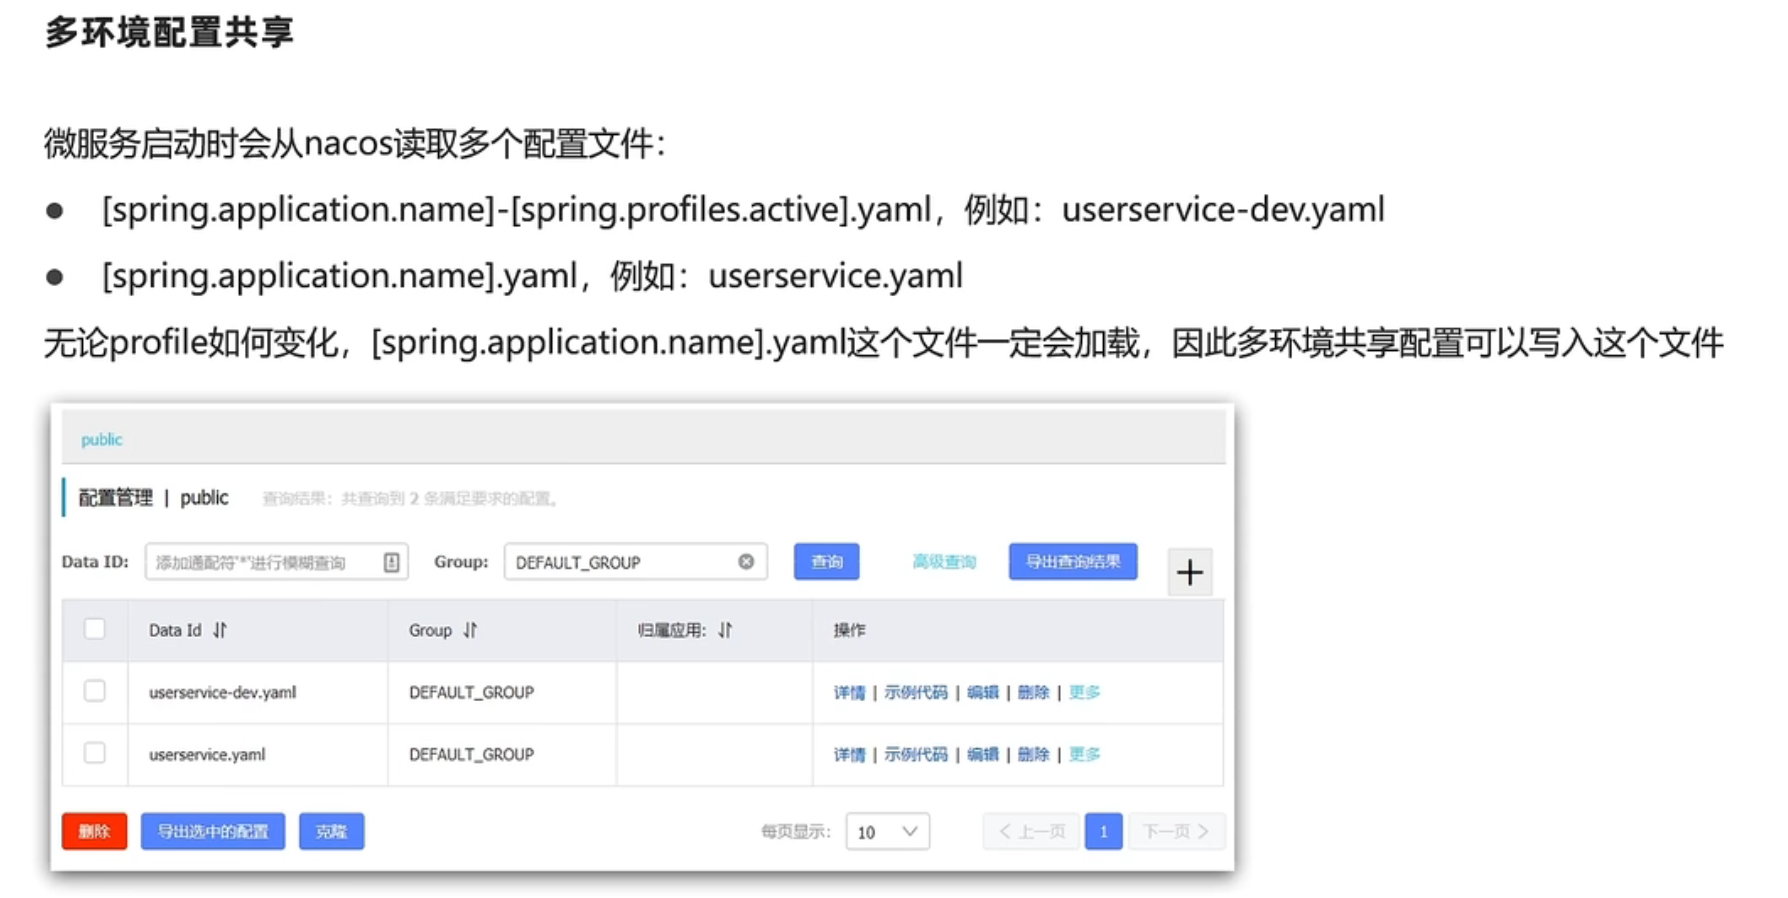 多环境配置共享
微服务启动时会从nacos读取多个配置文件：
● [spring.application.name]-[spring.profiles.active].yaml，例如：userservice-dev.yaml
● [spring.application.name].yaml，例如：userservice.yaml
无论profile如何变化，[spring.application.name].yaml这个文件一定会加载，因此多环境共享配置可以写入这个文件
public
配置管理 | public 查询结果：共查询到 2 条满足要求的配置。
Data ID: 添加通配符'*'进行模糊查询 Group: DEFAULT_GROUP 查询 高级查询 导出查询结果 +
Data Id Group 归属应用: 操作
userservice-dev.yaml DEFAULT_GROUP 详情 | 示例代码 | 编辑 | 删除 | 更多
userservice.yaml DEFAULT_GROUP 详情 | 示例代码 | 编辑 | 删除 | 更多
删除 导出选中的配置 克隆 每页显示: 10 上一页 1 下一页